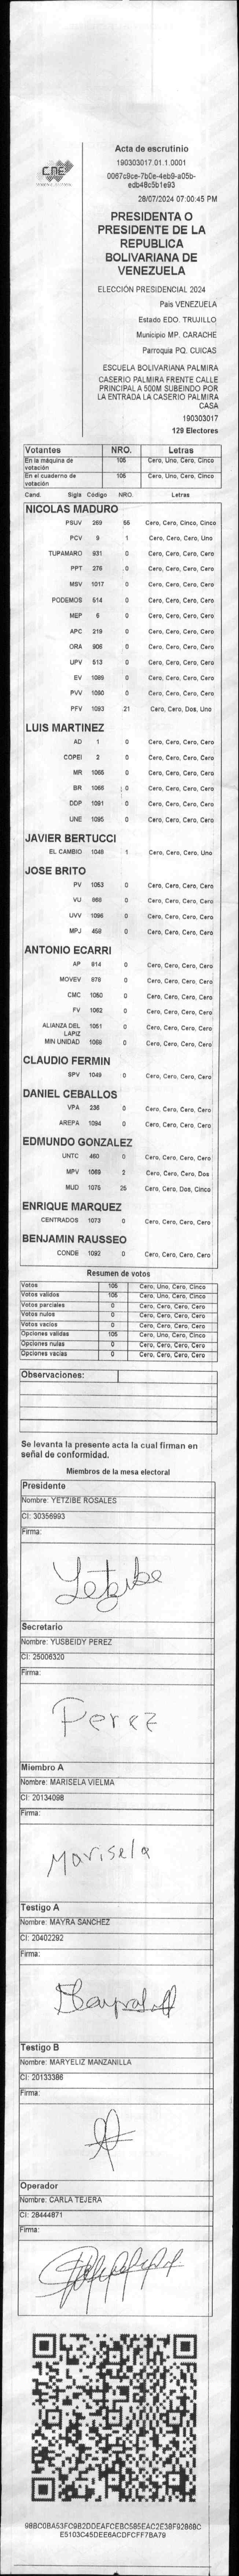 CNE
Acta de escrutinio
190303017.01.1.0001
0067c9ce-7b0e-4eb9-a05b-
edb48c5b1e93
28/07/2024 07:00:45 PM
PRESIDENTA O
PRESIDENTE DE LA
REPUBLICA
BOLIVARIANA DE
VENEZUELA
ELECCIÓN PRESIDENCIAL 2024
Pais VENEZUELA
Estado EDO. TRUJILLO
Municipio MP. CARACHE
Parroquia PQ. CUICAS
ESCUELA BOLIVARIANA PALMIRA
CASERIO PALMIRA FRENTE CALLE
PRINCIPAL A 500M SUBEINDO POR
LA ENTRADA LA CASERIO PALMIRA
CASA
190303017
129 Electores
Votantes NRO. Letras
En la máquina de votación 105 Cero, Uno, Cero, Cinco
En el cuaderno de votación 105 Cero, Uno, Cero, Cinco
Cand. Sigla Código NRO. Letras
NICOLAS MADURO
PSUV 269 55 Cero, Cero, Cinco, Cinco
PCV 9 1 Cero, Cero, Cero, Uno
TUPAMARO 931 0 Cero, Cero, Cero, Cero
PPT 276 0 Cero, Cero, Cero, Cero
MSV 1017 0 Cero, Cero, Cero, Cero
PODEMOS 514 0 Cero, Cero, Cero, Cero
MEP 6 0 Cero, Cero, Cero, Cero
APC 219 0 Cero, Cero, Cero, Cero
ORA 906 0 Cero, Cero, Cero, Cero
UPV 513 0 Cero, Cero, Cero, Cero
EV 1089 0 Cero, Cero, Cero, Cero
PVV 1090 0 Cero, Cero, Cero, Cero
PFV 1093 21 Cero, Cero, Dos, Uno
LUIS MARTINEZ
AD 1 0 Cero, Cero, Cero, Cero
COPEI 2 0 Cero, Cero, Cero, Cero
MR 1065 0 Cero, Cero, Cero, Cero
BR 1066 0 Cero, Cero, Cero, Cero
DDP 1091 0 Cero, Cero, Cero, Cero
UNE 1095 0 Cero, Cero, Cero, Cero
JAVIER BERTUCCI
EL CAMBIO 1048 1 Cero, Cero, Cero, Uno
JOSE BRITO
PV 1053 0 Cero, Cero, Cero, Cero
VU 868 0 Cero, Cero, Cero, Cero
UVV 1096 0 Cero, Cero, Cero, Cero
MPJ 458 0 Cero, Cero, Cero, Cero
ANTONIO ECARRI
AP 914 0 Cero, Cero, Cero, Cero
MOVEV 878 0 Cero, Cero, Cero, Cero
CMC 1050 0 Cero, Cero, Cero, Cero
FV 1062 0 Cero, Cero, Cero, Cero
ALIANZA DEL LAPIZ 1051 0 Cero, Cero, Cero, Cero
MIN UNIDAD 1069 0 Cero, Cero, Cero, Cero
CLAUDIO FERMIN
SPV 1049 0 Cero, Cero, Cero, Cero
DANIEL CEBALLOS
VPA 236 0 Cero, Cero, Cero, Cero
AREPA 1094 0 Cero, Cero, Cero, Cero
EDMUNDO GONZALEZ
UNTC 460 0 Cero, Cero, Cero, Cero
MPV 1069 2 Cero, Cero, Cero, Dos
MUD 1075 25 Cero, Cero, Dos, Cinco
ENRIQUE MARQUEZ
CENTRADOS 1073 0 Cero, Cero, Cero, Cero
BENJAMIN RAUSSEO
CONDE 1092 0 Cero, Cero, Cero, Cero
Resumen de votos
Votos 105 Cero, Uno, Cero, Cinco
Votos validos 105 Cero, Uno, Cero, Cinco
Votos parciales 0 Cero, Cero, Cero, Cero
Votos nulos 0 Cero, Cero, Cero, Cero
Votos vacios 0 Cero, Cero, Cero, Cero
Opciones validas 105 Cero, Uno, Cero, Cinco
Opciones nulas 0 Cero, Cero, Cero, Cero
Opciones vacias 0 Cero, Cero, Cero, Cero
Observaciones:
Se levanta la presente acta la cual firman en
señal de conformidad.
Miembros de la mesa electoral
Presidente
Nombre: YETZIBE ROSALES
CI: 30356993
Firma:
Yetzibe
Secretario
Nombre: YUSBEIDY PEREZ
CI: 25006320
Firma:
Perez
Miembro A
Nombre: MARISELA VIELMA
CI: 20134098
Firma:
Marisela
Testigo A
Nombre: MAYRA SANCHEZ
CI: 20402292
Firma:
Testigo B
Nombre: MARYELIZ MANZANILLA
CI: 20133386
Firma:
Operador
Nombre: CARLA TEJERA
CI: 28444871
Firma:
98BC0BA53FC9B2DDEAFCEBC585EAC2E38F9286BC
E5103C45DEE6ACDFCFF7BA79